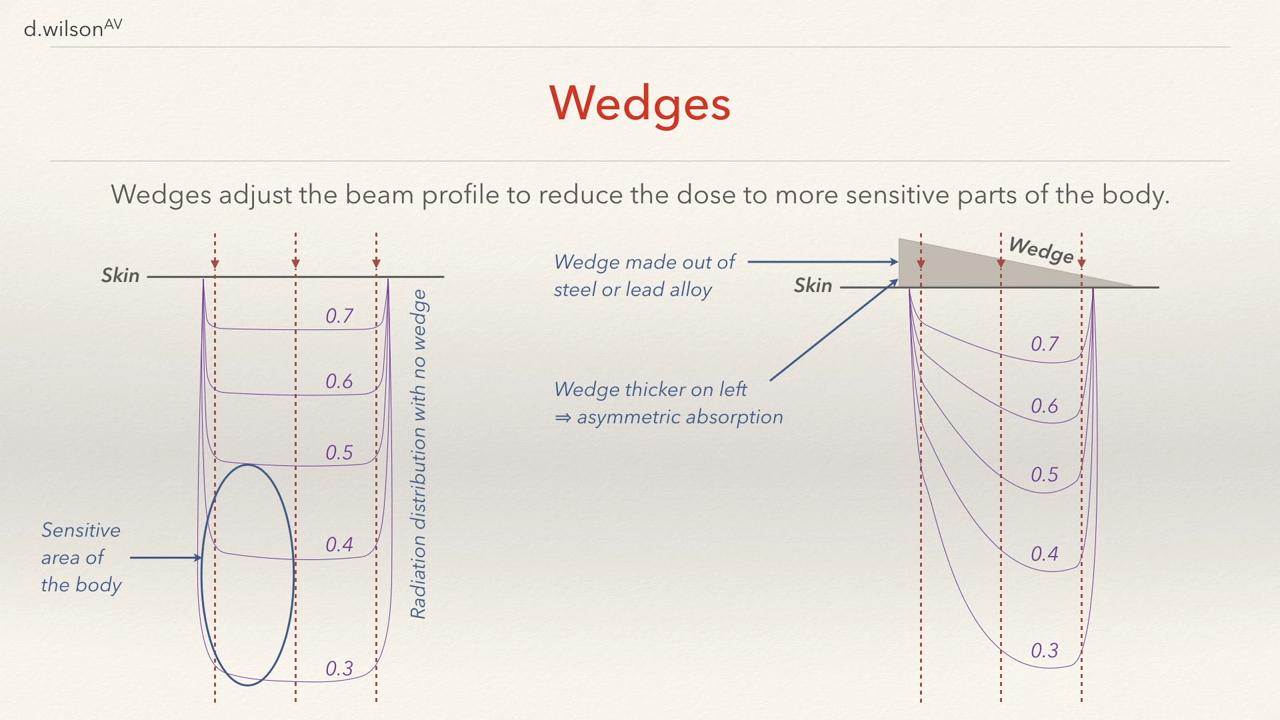 d.wilsonAV
Wedges
Wedges adjust the beam profile to reduce the dose to more sensitive parts of the body.
Skin
0.7
0.6
0.5
0.4
0.3
Radiation distribution with no wedge
Sensitive
area of
the body
Wedge made out of
steel or lead alloy
Wedge thicker on left
⇒ asymmetric absorption
Skin
Wedge
0.7
0.6
0.5
0.4
0.3